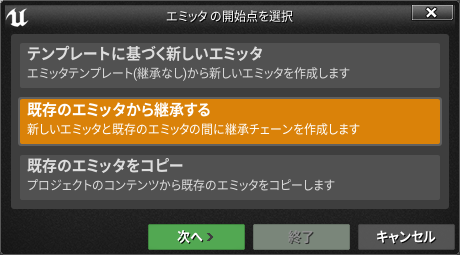 エミッタ の開始点を選択
テンプレートに基づく新しいエミッタ
エミッタテンプレート(継承なし)から新しいエミッタを作成します
既存のエミッタから継承する
新しいエミッタと既存のエミッタの間に継承チェーンを作成します
既存のエミッタをコピー
プロジェクトのコンテンツから既存のエミッタをコピーします
次へ > 終了 キャンセル